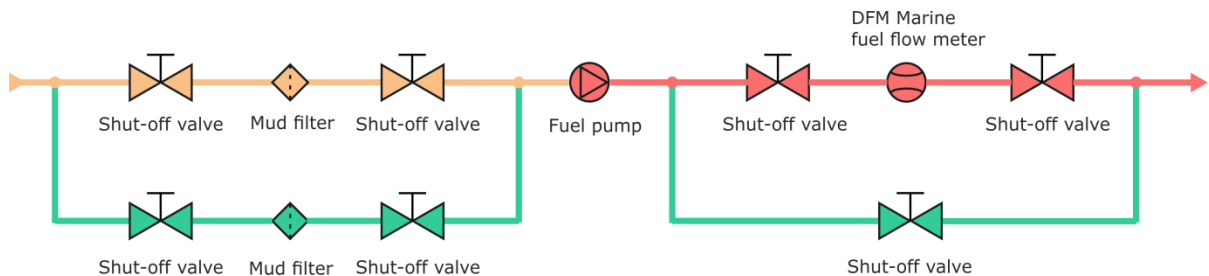 DFM Marine
fuel flow meter
Shut-off valve
Mud filter
Shut-off valve
Fuel pump
Shut-off valve
Shut-off valve
Shut-off valve
Mud filter
Shut-off valve
Shut-off valve